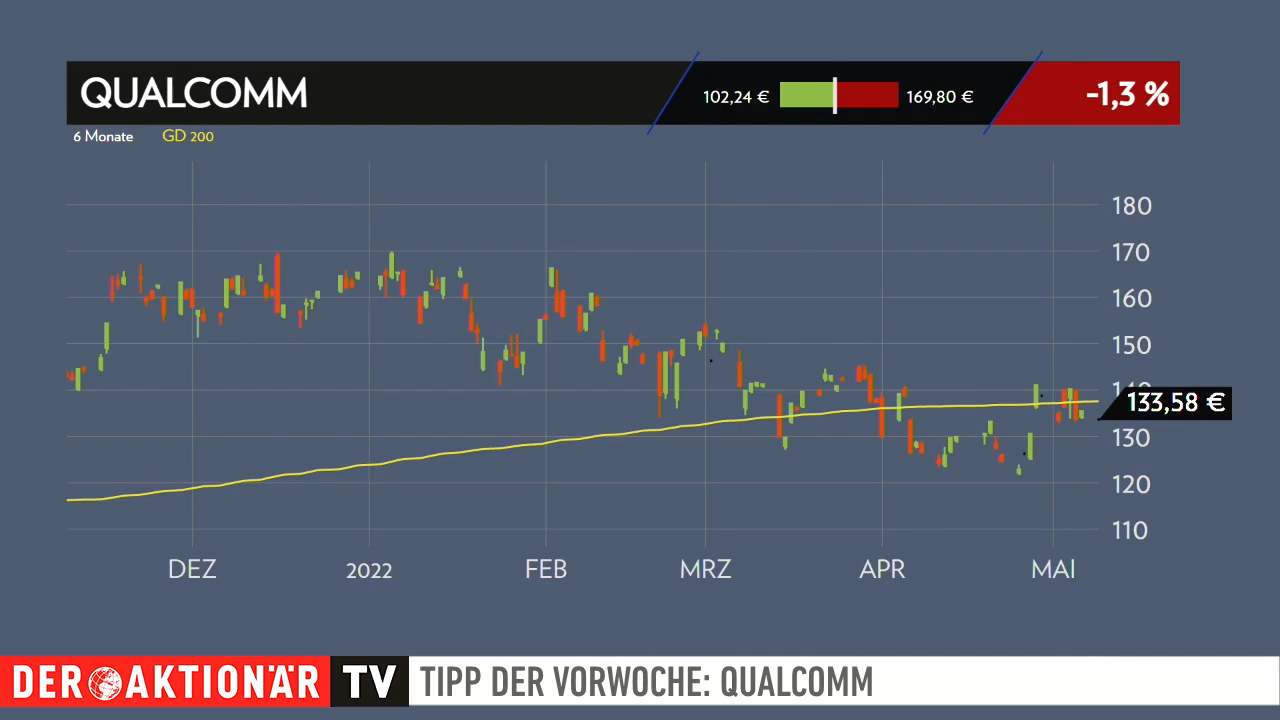 QUALCOMM
102,24 € 169,80 €
-1,3 %
6 Monate GD 200
180
170
160
150
140
133,58 €
130
120
110
DEZ 2022 FEB MRZ APR MAI
DER AKTIONÄR TV TIPP DER VORWOCHE: QUALCOMM